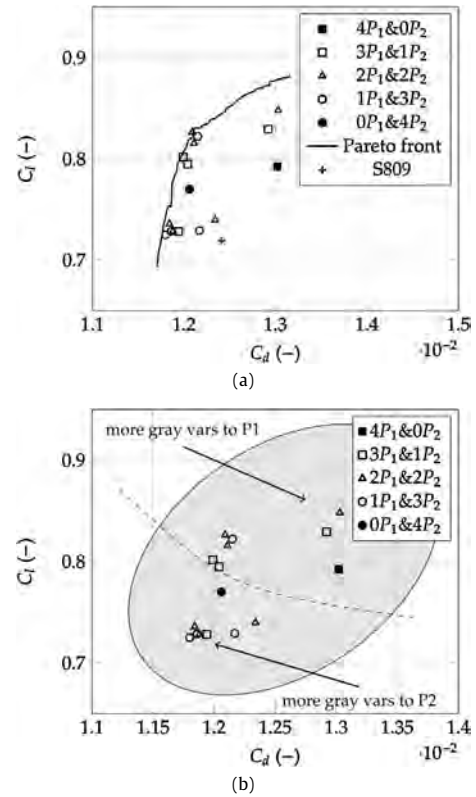 0.9
0.8
0.7
C_l (−)
4P_1&0P_2
3P_1&1P_2
2P_1&2P_2
1P_1&3P_2
0P_1&4P_2
Pareto front
S809
1.1 1.2 1.3 1.4 1.5
C_d (−)
·10^{-2}
(a)
more gray vars to P1
4P_1&0P_2
3P_1&1P_2
2P_1&2P_2
1P_1&3P_2
0P_1&4P_2
0.9
0.8
0.7
C_l (−)
more gray vars to P2
1.1 1.15 1.2 1.25 1.3 1.35 1.4
C_d (−)
·10^{-2}
(b)